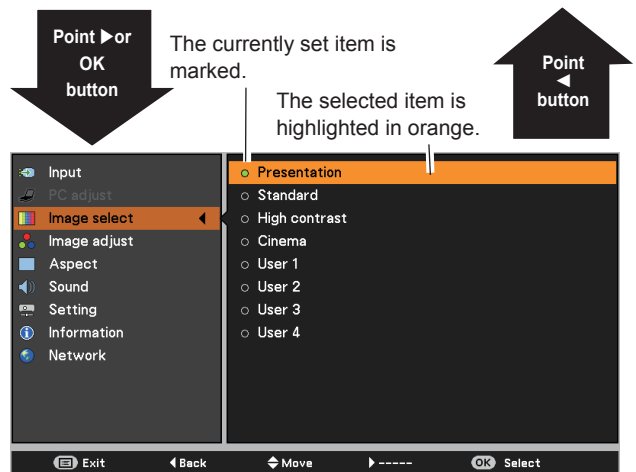 Point ▶or
OK
button
The currently set item is
marked.
The selected item is
highlighted in orange.
Point
◀
button
Input
PC adjust
Image select ◀
Image adjust
Aspect
Sound
Setting
Information
Network
Presentation
Standard
High contrast
Cinema
User 1
User 2
User 3
User 4
Exit ◀Back Move ▶----- OK Select